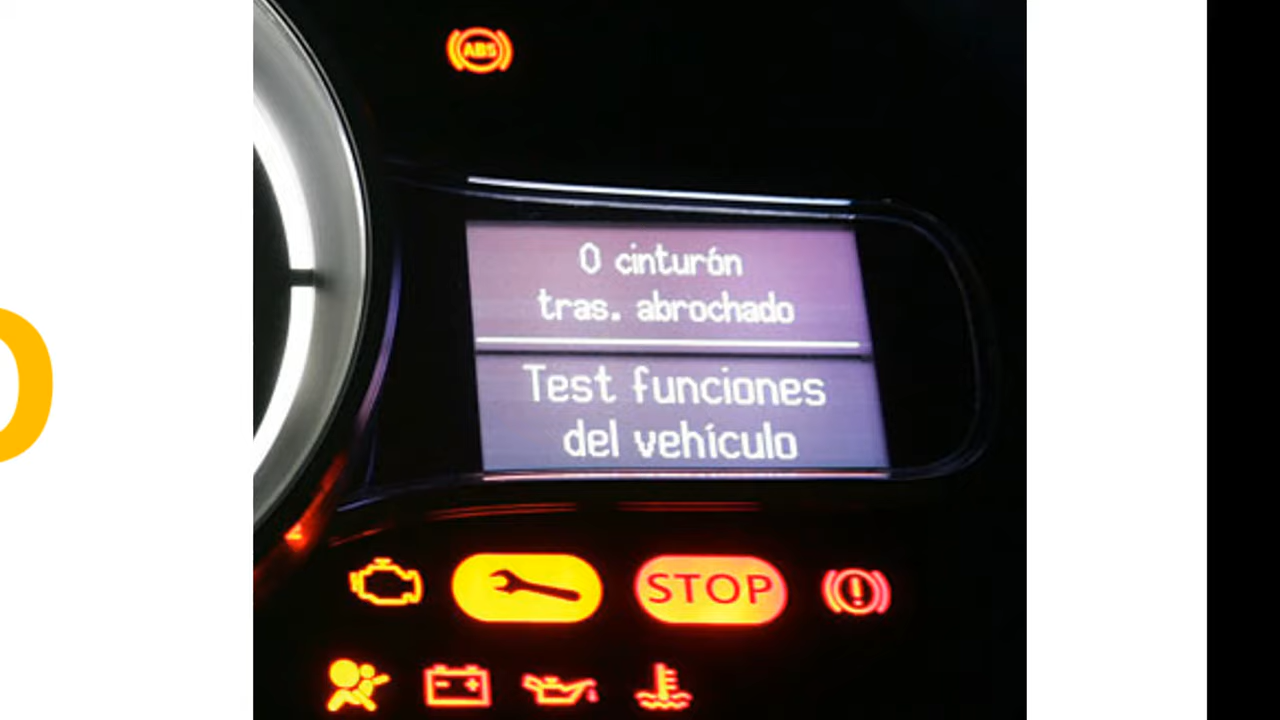 ABS
0 cinturón
tras. abrochado
Test funciones
del vehículo
STOP